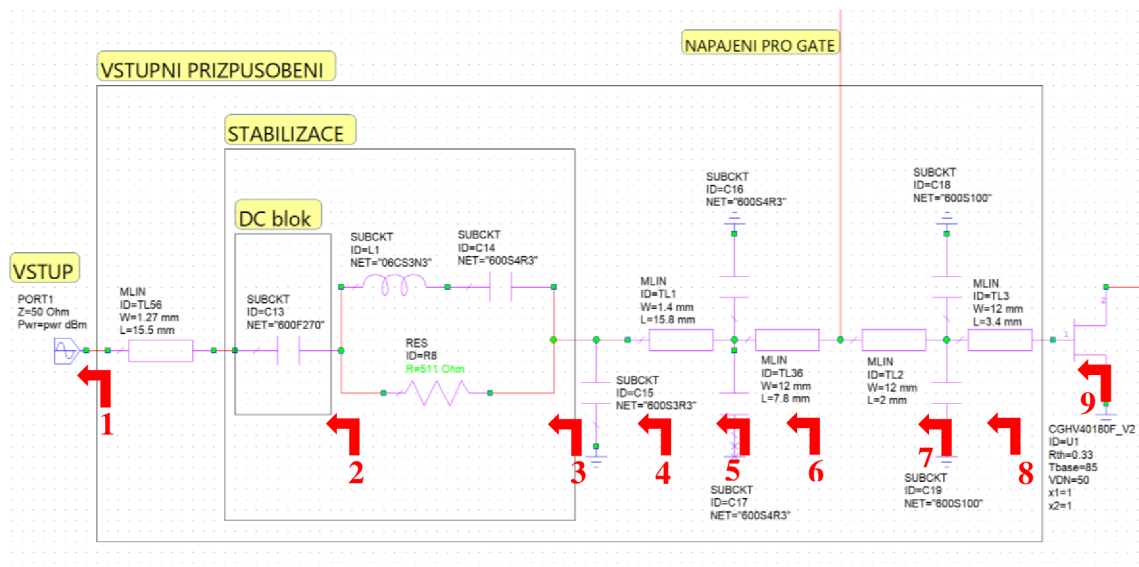 NAPAJENI PRO GATE
VSTUPNI PRIZPUSOBENI
STABILIZACE
DC blok
VSTUP
PORT1
Z=50 Ohm
Pwr=pwr dBm
MLIN
ID=TL56
W=1.27 mm
L=15.5 mm
SUBCKT
ID=C13
NET="600F270"
SUBCKT
ID=L1
NET="06CS3N3"
SUBCKT
ID=C14
NET="600S4R3"
RES
ID=R8
R=511 Ohm
SUBCKT
ID=C15
NET="600S3R3"
MLIN
ID=TL1
W=1.4 mm
L=15.8 mm
SUBCKT
ID=C16
NET="600S4R3"
SUBCKT
ID=C17
NET="600S4R3"
MLIN
ID=TL36
W=12 mm
L=7.8 mm
MLIN
ID=TL2
W=12 mm
L=2 mm
SUBCKT
ID=C18
NET="600S100"
SUBCKT
ID=C19
NET="600S100"
MLIN
ID=TL3
W=12 mm
L=3.4 mm
2
1
CGHV40180F_V2
ID=U1
Rth=0.33
Tbase=85
VDN=50
x1=1
x2=1
1
2
3
4
5
6
7
8
9